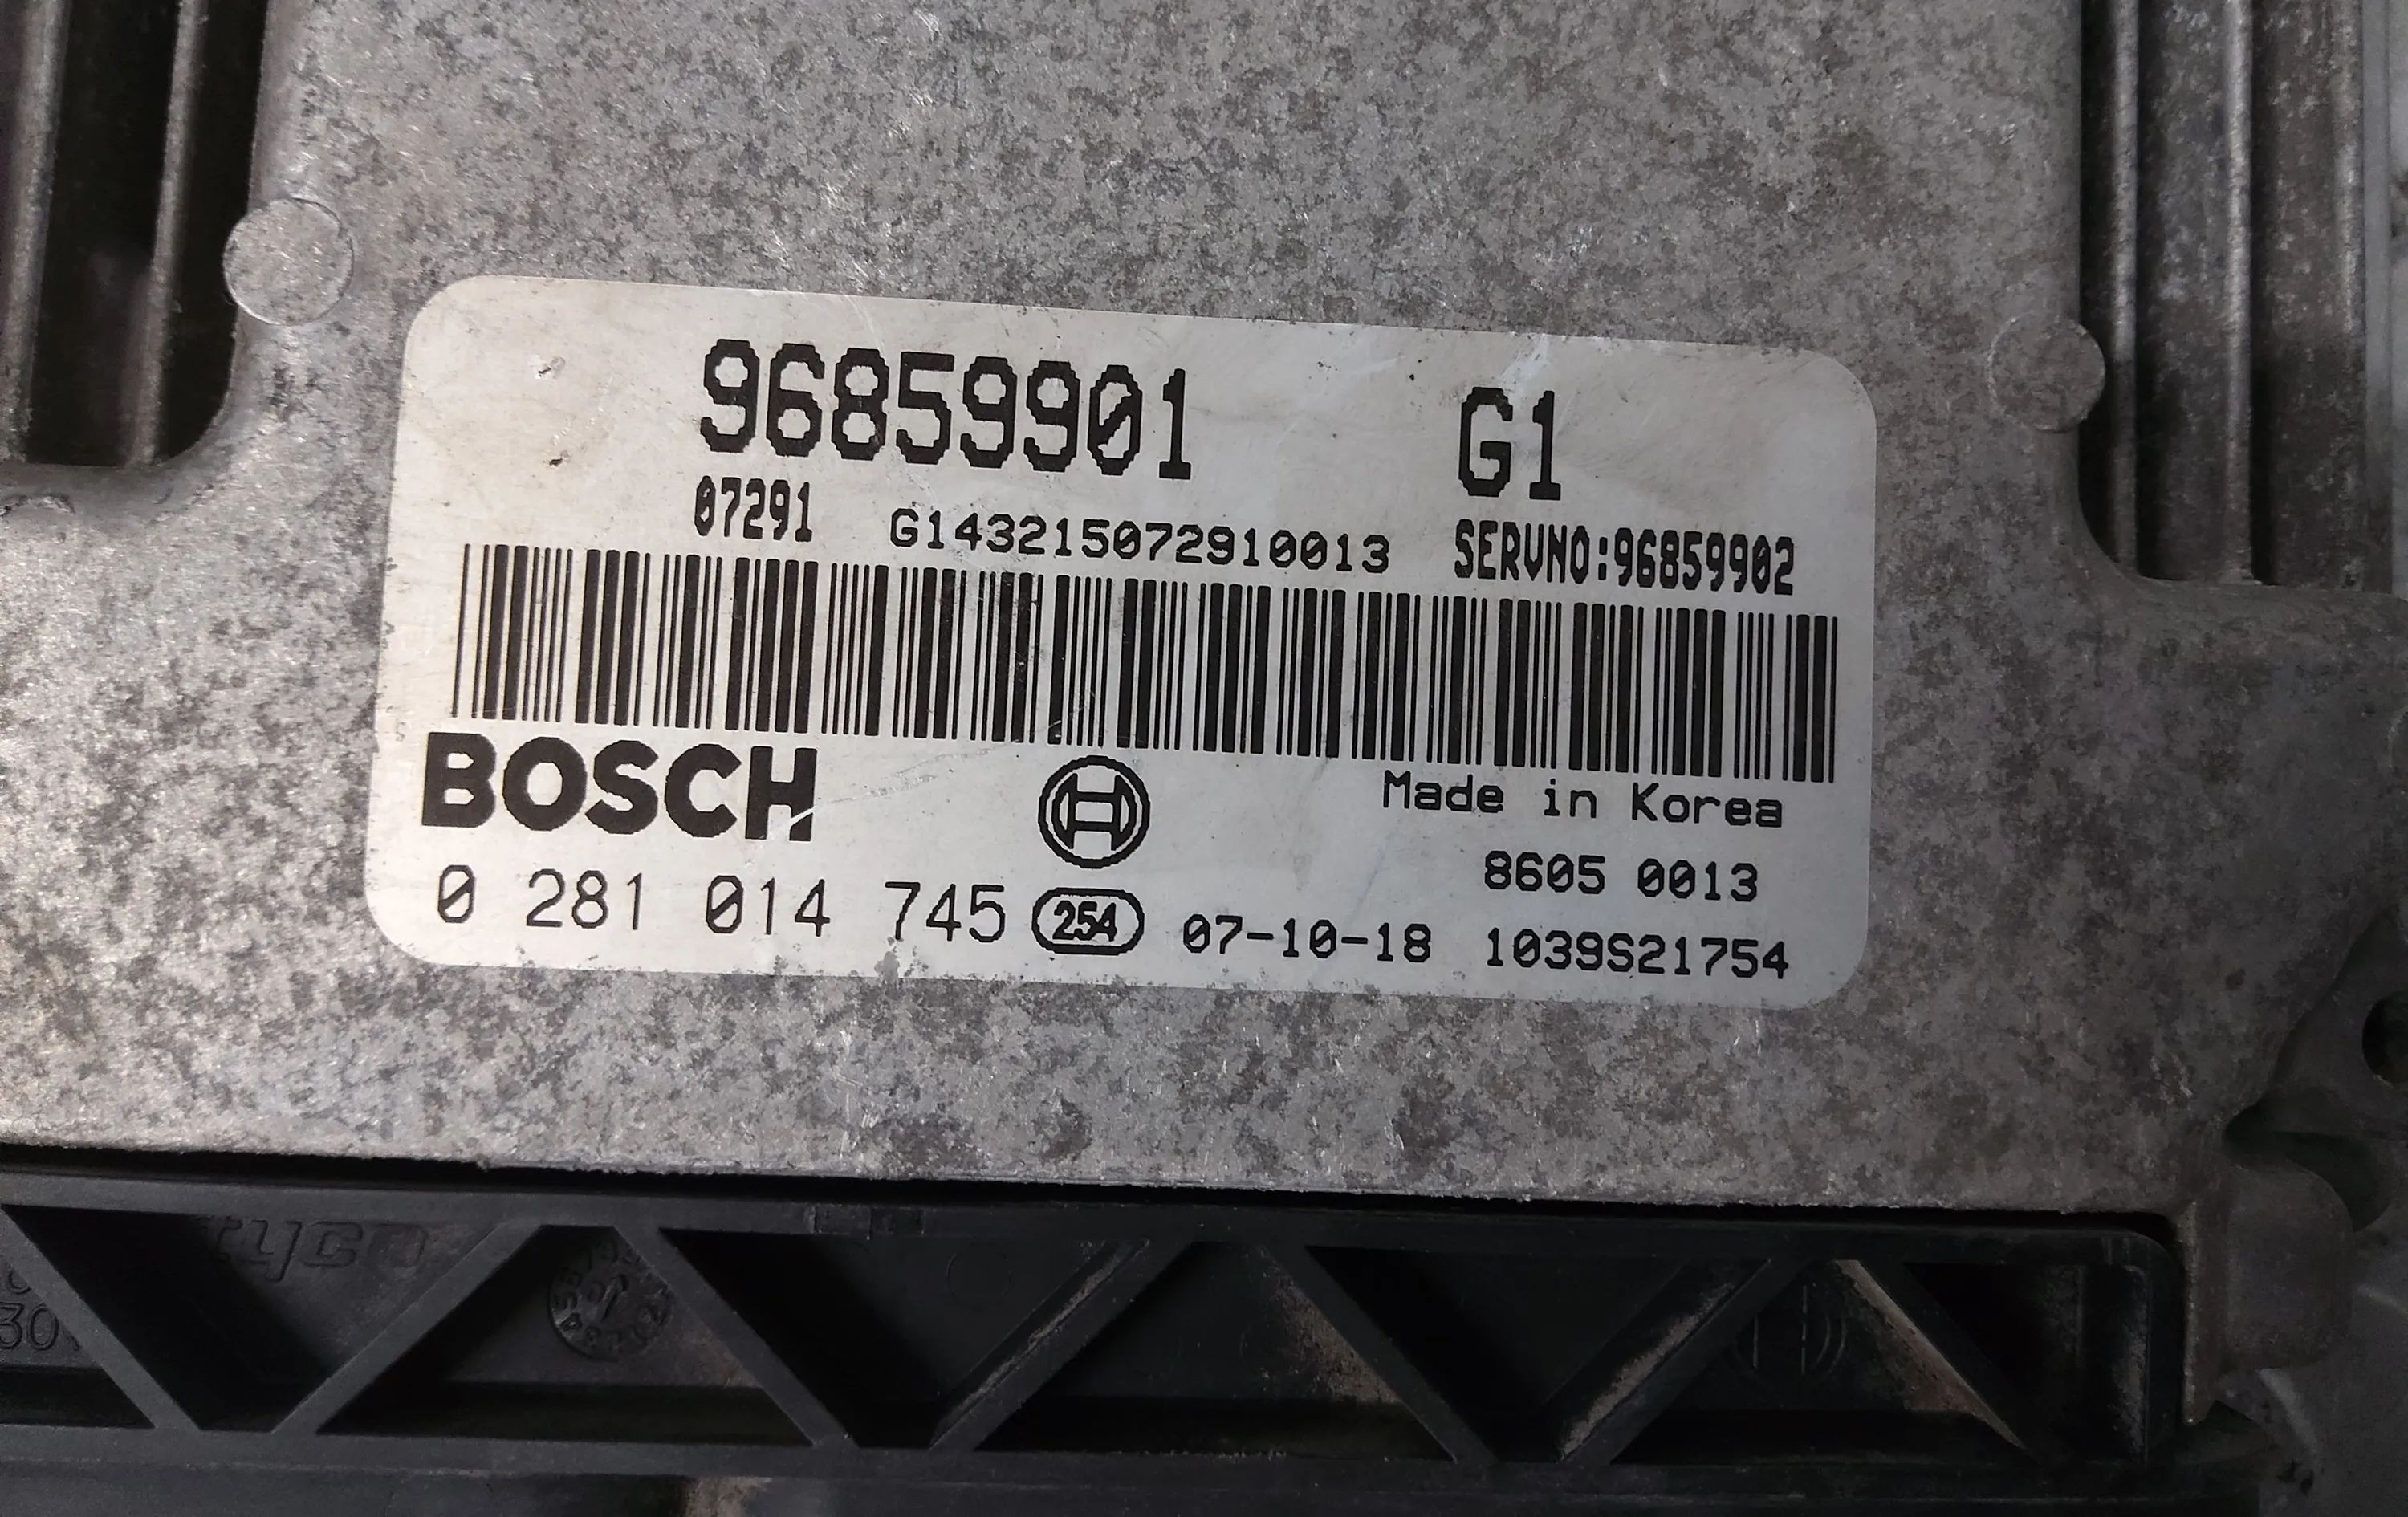 96859901 G1
07291 G143215072910013 SERVNO:96859902
BOSCH
Made in Korea
8605 0013
0 281 014 745 254 07-10-18 1039S21754
tyco